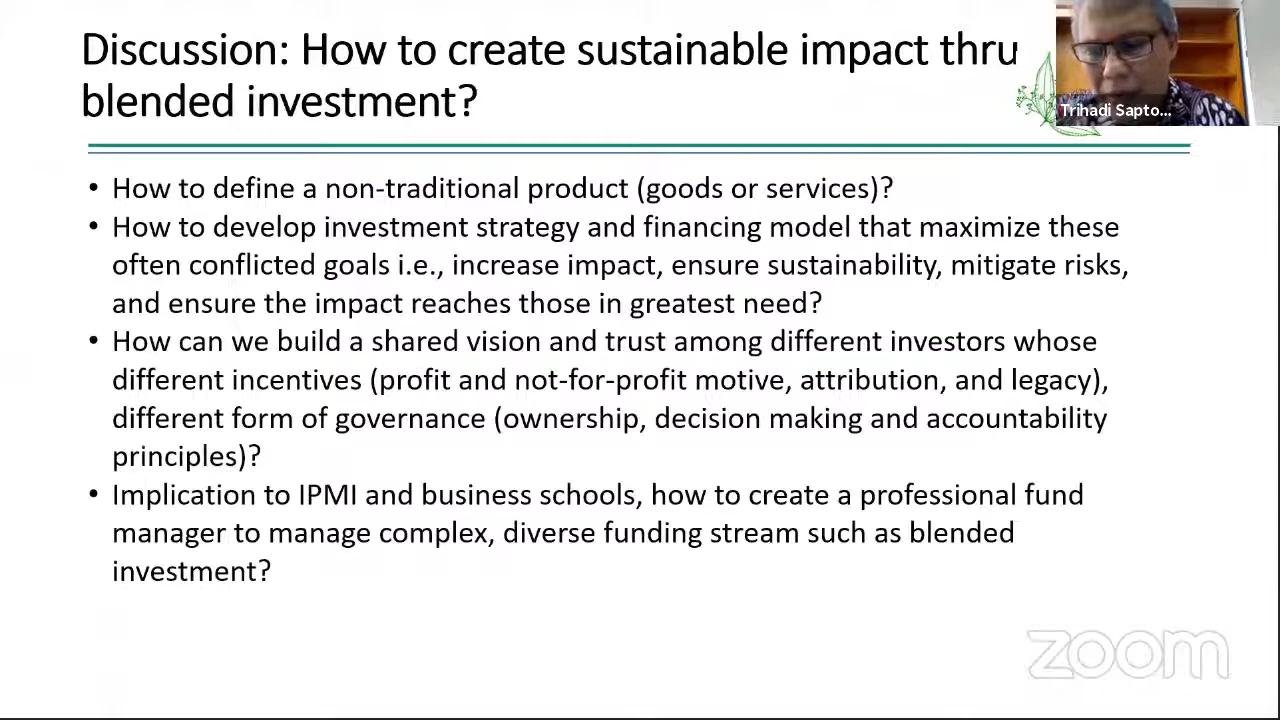 Discussion: How to create sustainable impact thru
blended investment?
Trihadi Sapto...
• How to define a non-traditional product (goods or services)?
• How to develop investment strategy and financing model that maximize these
often conflicted goals i.e., increase impact, ensure sustainability, mitigate risks,
and ensure the impact reaches those in greatest need?
• How can we build a shared vision and trust among different investors whose
different incentives (profit and not-for-profit motive, attribution, and legacy),
different form of governance (ownership, decision making and accountability
principles)?
• Implication to IPMI and business schools, how to create a professional fund
manager to manage complex, diverse funding stream such as blended
investment?
zoom